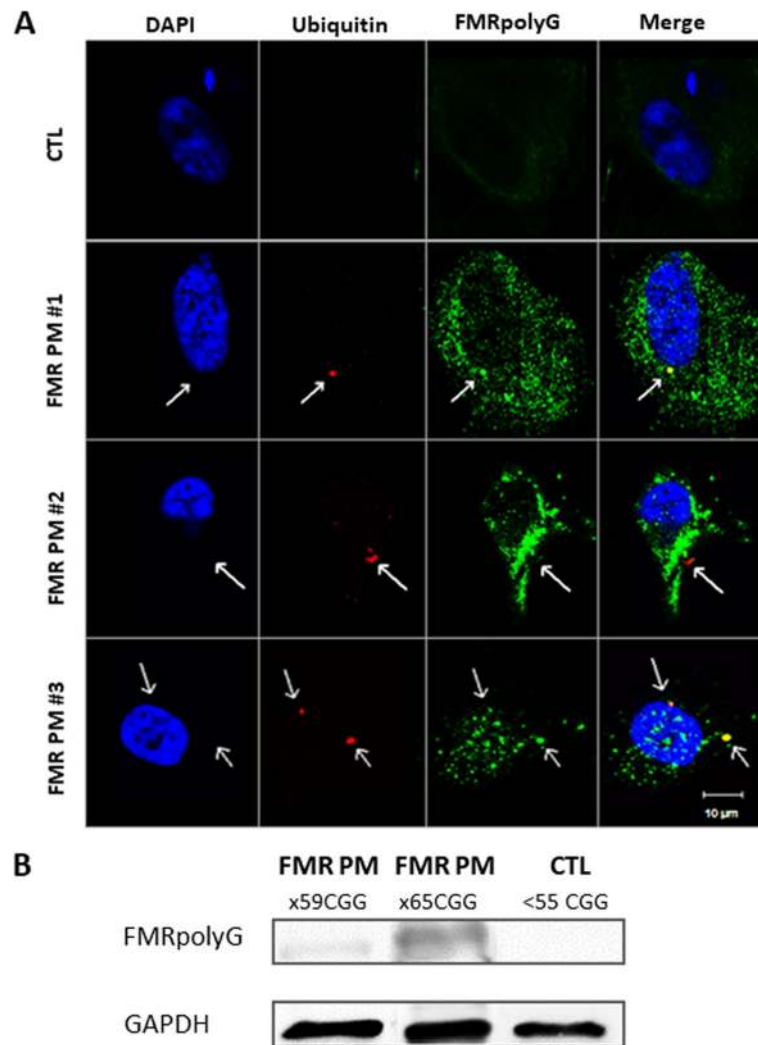 A
DAPI Ubiquitin FMRpolyG Merge
CTL
FMR PM #1
FMR PM #2
FMR PM #3
10 µm
B
FMR PM FMR PM CTL
x59CGG x65CGG <55 CGG
FMRpolyG
GAPDH